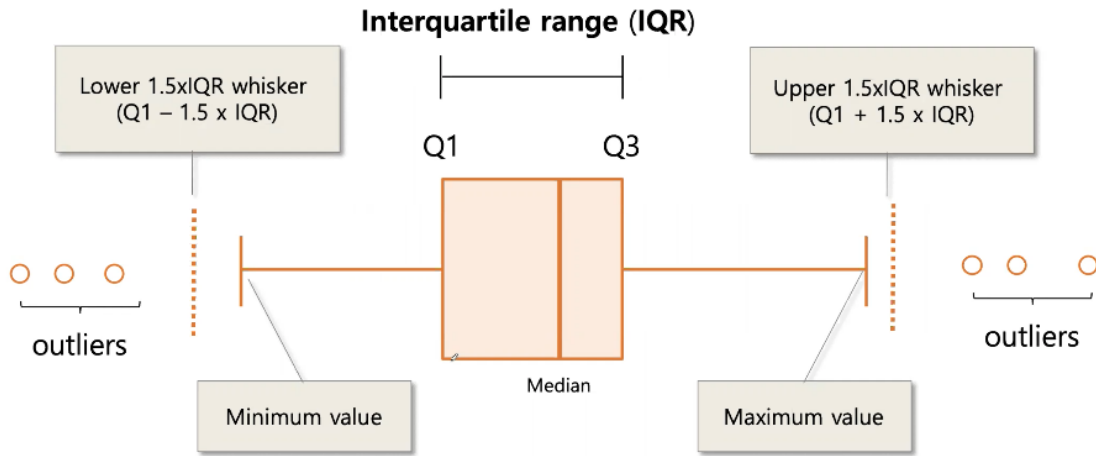 Interquartile range (IQR)
Lower 1.5xIQR whisker
(Q1 – 1.5 x IQR)
Upper 1.5xIQR whisker
(Q1 + 1.5 x IQR)
Q1
Q3
outliers
outliers
Median
Minimum value
Maximum value